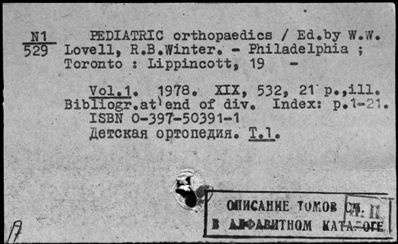 N1
529
PEDIATRIC orthopaedics / Ed.by W.W.
Lovell, R.B.Winter. - Philadelphia ;
Toronto : Lippincott, 19 -
Vol.1. 1978. XIX, 532, 21 p.,ill.
Bibliogr.at end of div. Index: p.1-21.
ISBN 0-397-50391-1
Детская ортопедия. Т.1.
ОПИСАНИЕ ТОМОВ СМ.
В АЛФАВИТНОМ КАТАЛОГЕ